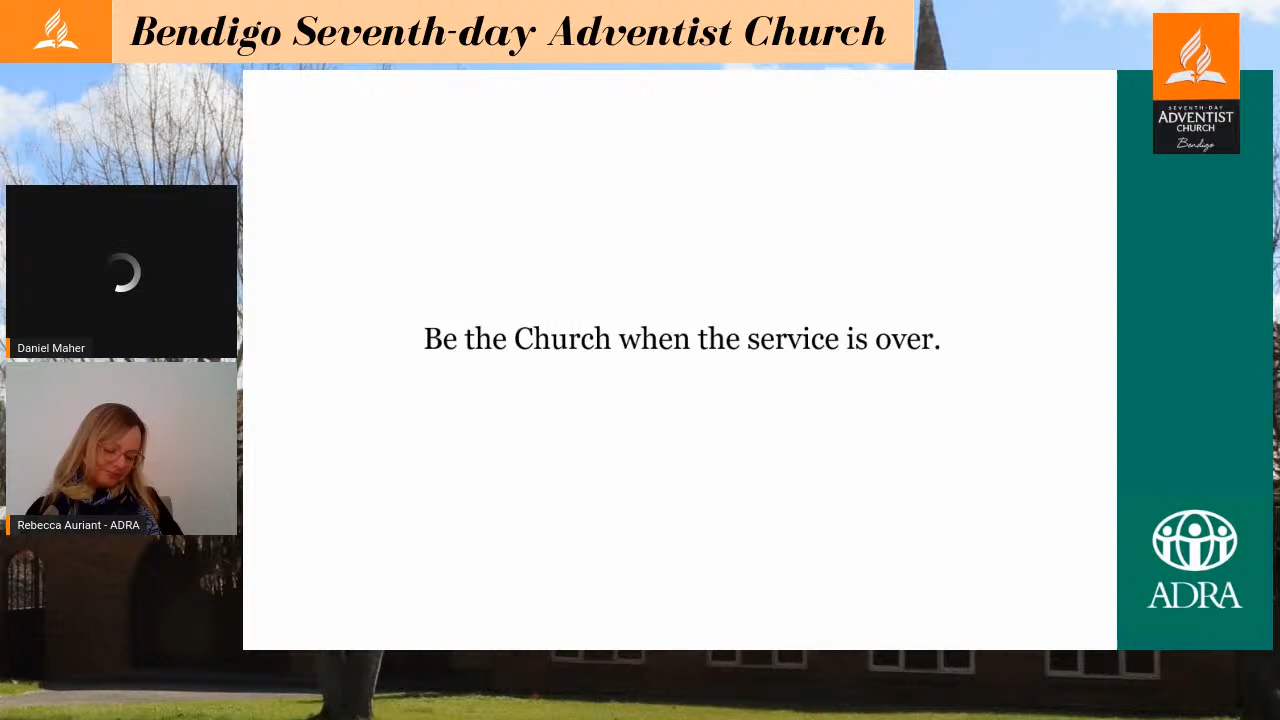 Bendigo Seventh-day Adventist Church
SEVENTH-DAY
ADVENTIST
CHURCH
Bendigo
Daniel Maher
Be the Church when the service is over.
Rebecca Auriant - ADRA
ADRA